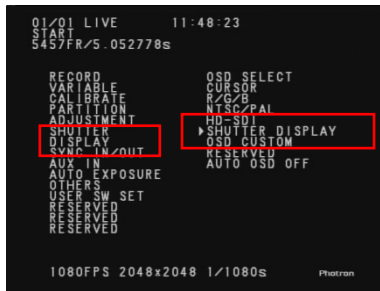 01/01 LIVE 11:48:23
START
5457FR/5.052778s
RECORD
VARIABLE
CALIBRATE
PARTITION
ADJUSTMENT
SHUTTER
DISPLAY
SYNC IN/OUT
AUX IN
AUTO EXPOSURE
OTHERS
USER SW SET
RESERVED
RESERVED
RESERVED
OSD SELECT
CURSOR
R/G/B
NTSC/PAL
HD-SDI
▶SHUTTER DISPLAY
OSD CUSTOM
RESERVED
AUTO OSD OFF
1080FPS 2048x2048 1/1080s
Photron